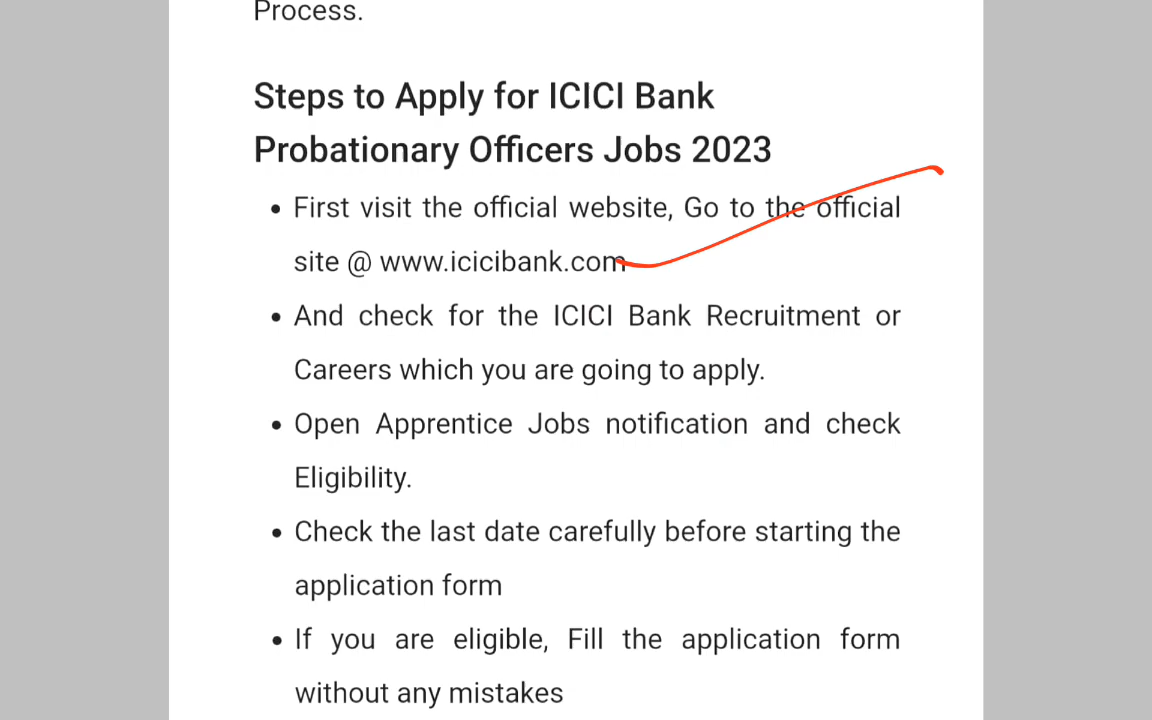 Process.
Steps to Apply for ICICI Bank
Probationary Officers Jobs 2023
• First visit the official website, Go to the official
site @ www.icicibank.com
• And check for the ICICI Bank Recruitment or
Careers which you are going to apply.
• Open Apprentice Jobs notification and check
Eligibility.
• Check the last date carefully before starting the
application form
• If you are eligible, Fill the application form
without any mistakes